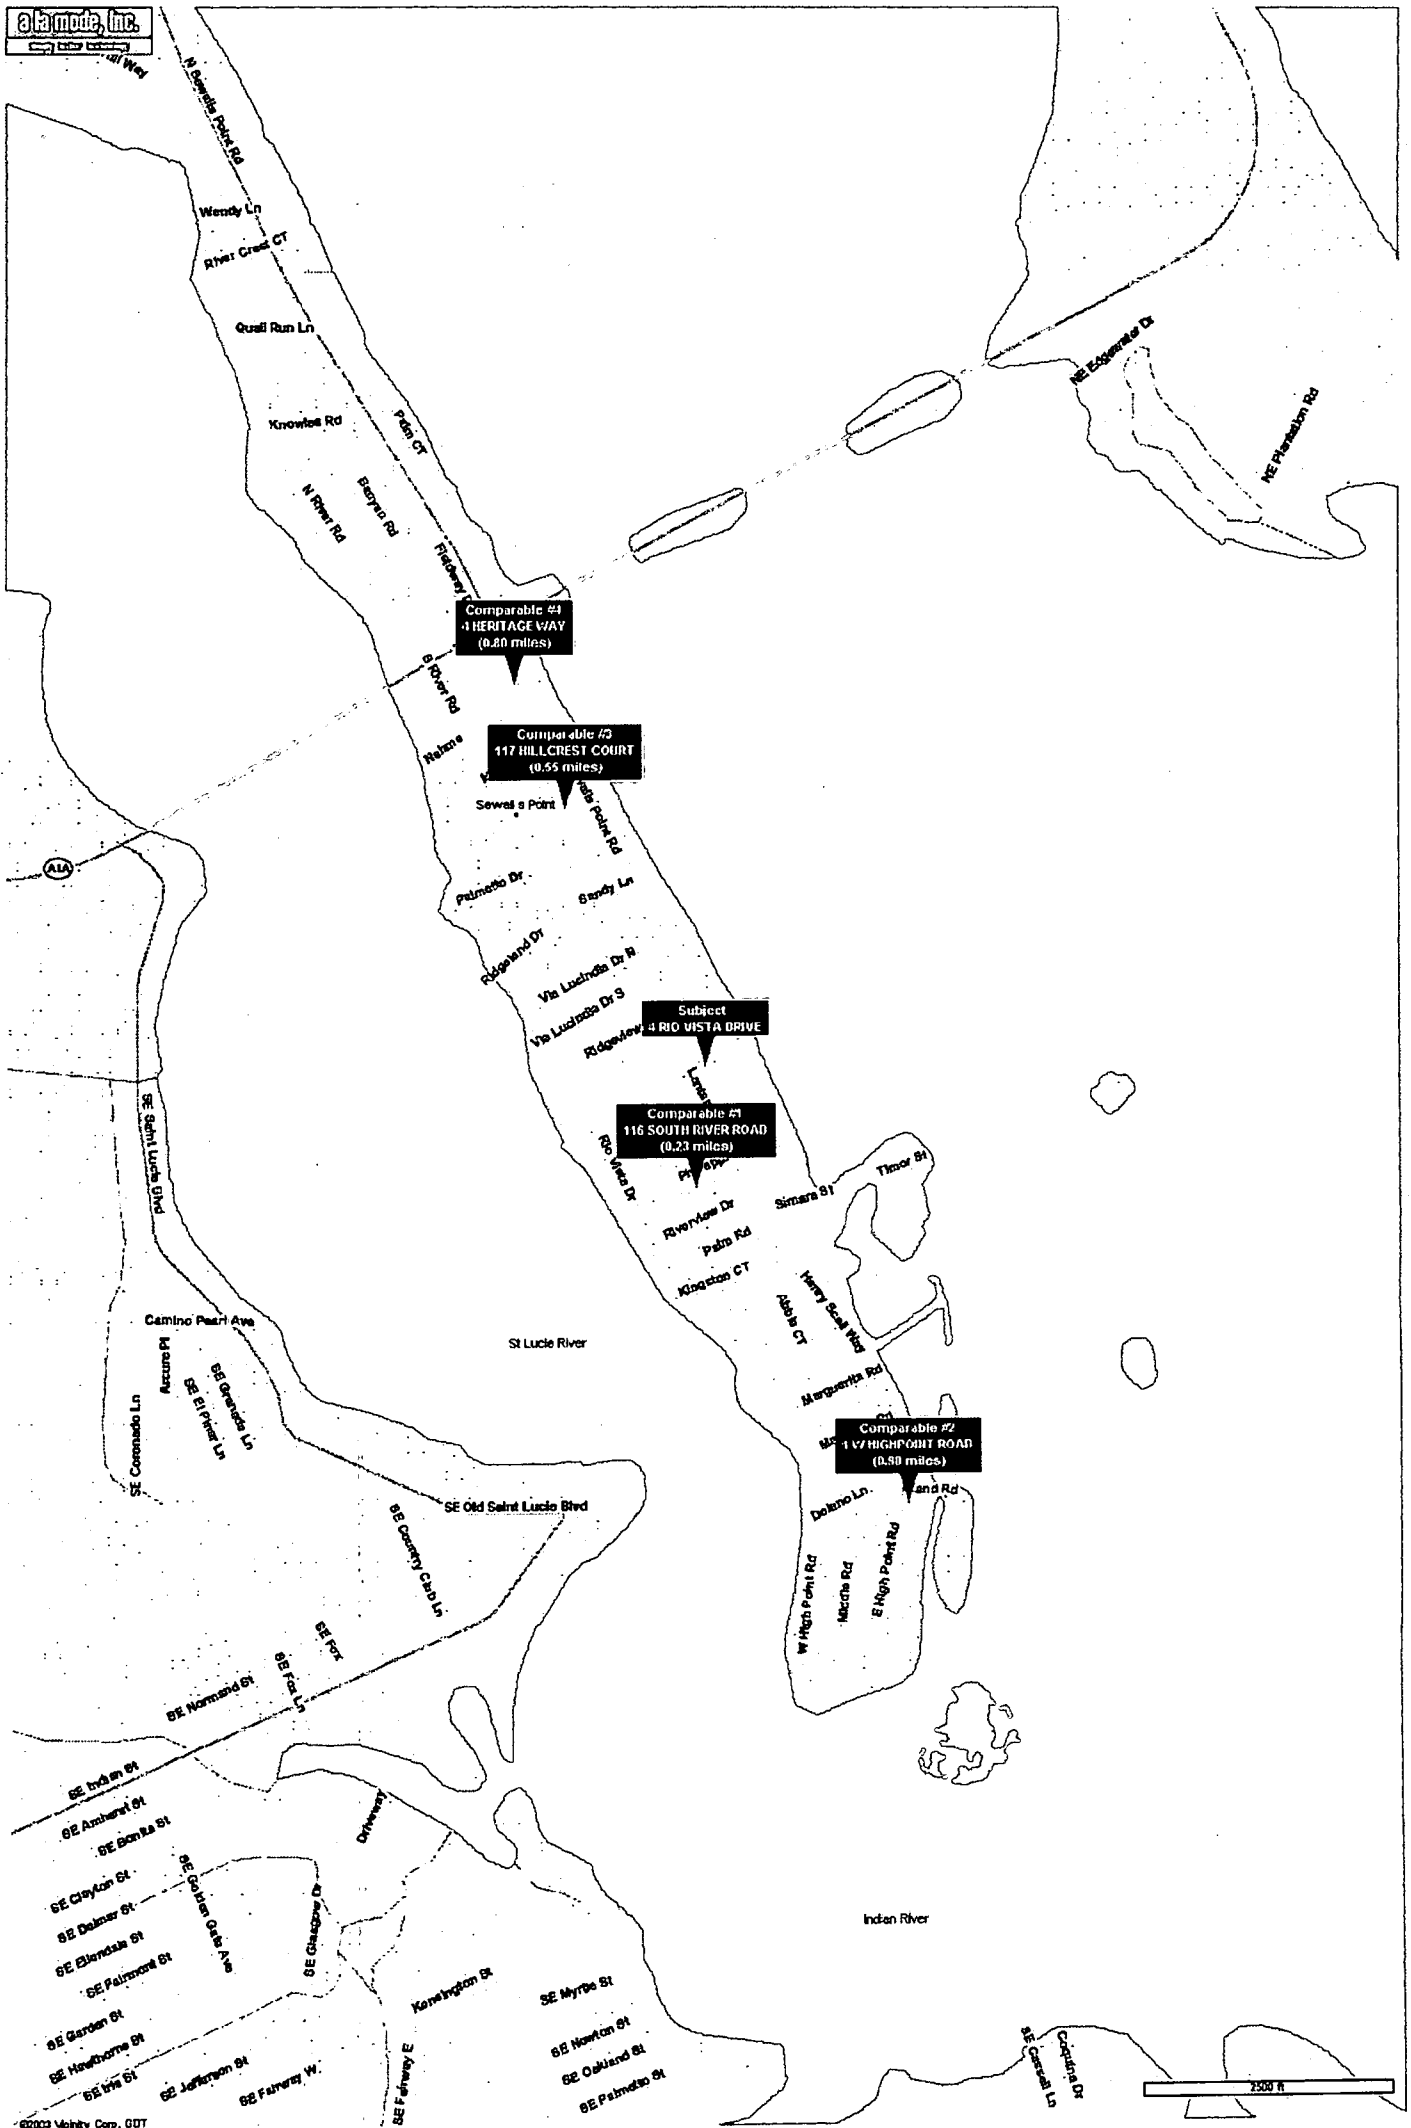 a la mode, inc.
N Sewalls Point Rd
Wendy Ln
River Crest CT
Quail Run Ln
NE Edgewater Dr
NE Plantation Rd
Knowles Rd
Palm CT
N River Rd
Banyan Rd
Fieldway
Comparable #4
4 HERITAGE WAY
(0.80 miles)
S River Rd
Comparable #3
117 HILLCREST COURT
(0.55 miles)
Sewall s Point
Point Rd
A1A
Palmetto Dr
Sandy Ln
Ridgeland Dr
Via Lucindia Dr N
Via Lucindia Dr S
Ridgeview
Subject
4 RIO VISTA DRIVE
SE Saint Lucie Blvd
Comparable #1
116 SOUTH RIVER ROAD
(0.23 miles)
Rio Vista Dr
Timor St
Simara St
Riverview Dr
Palm Rd
Kingston CT
Henry Sewall Way
Abbie CT
Camino Pearl Ave
St Lucie River
SE Granada Ln
SE El Pinar Ln
SE Coronado Ln
Marguerita Rd
Comparable #2
1 W HIGHPOINT ROAD
(0.90 miles)
Delano Ln
and Rd
SE Old Saint Lucie Blvd
SE Country Club Ln
W High Point Rd
Middle Rd
E High Point Rd
SE Fox
SE Fox Ln
SE Normand St
SE Indian St
SE Amherst St
SE Bonita St
Driveway
SE Clayton St
SE Golden Gate Ave
SE Delmar St
SE Glasgow Dr
SE Ellendale St
SE Fairmont St
Indian River
Kensington St
SE Myrtle St
SE Garden St
SE Hawthorne St
SE Iris St
SE Jefferson St
SE Fairway W
SE Fairway E
SE Newton St
SE Oakland St
SE Palmetto St
SE Cassell Ln
Coquina Dr
2500 ft
©2003 Vicinity Corp. GDT